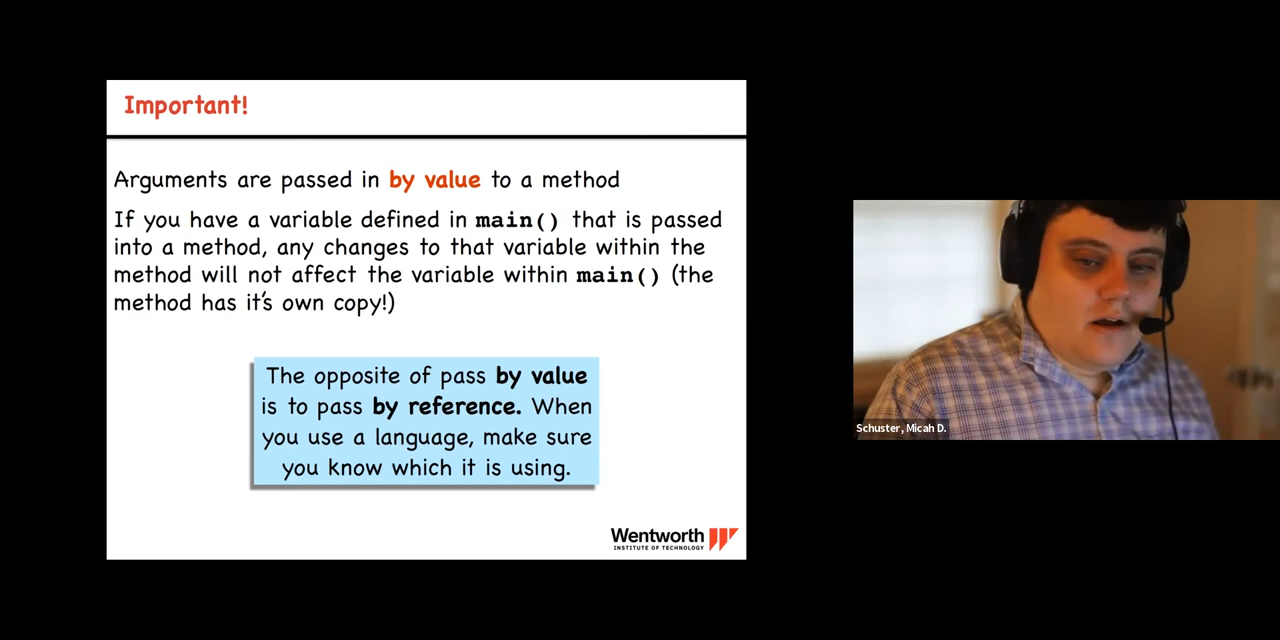 Important!
Arguments are passed in by value to a method
If you have a variable defined in main() that is passed
into a method, any changes to that variable within the
method will not affect the variable within main() (the
method has it's own copy!)
The opposite of pass by value
is to pass by reference. When
you use a language, make sure
you know which it is using.
Wentworth
INSTITUTE OF TECHNOLOGY
Schuster, Micah D.